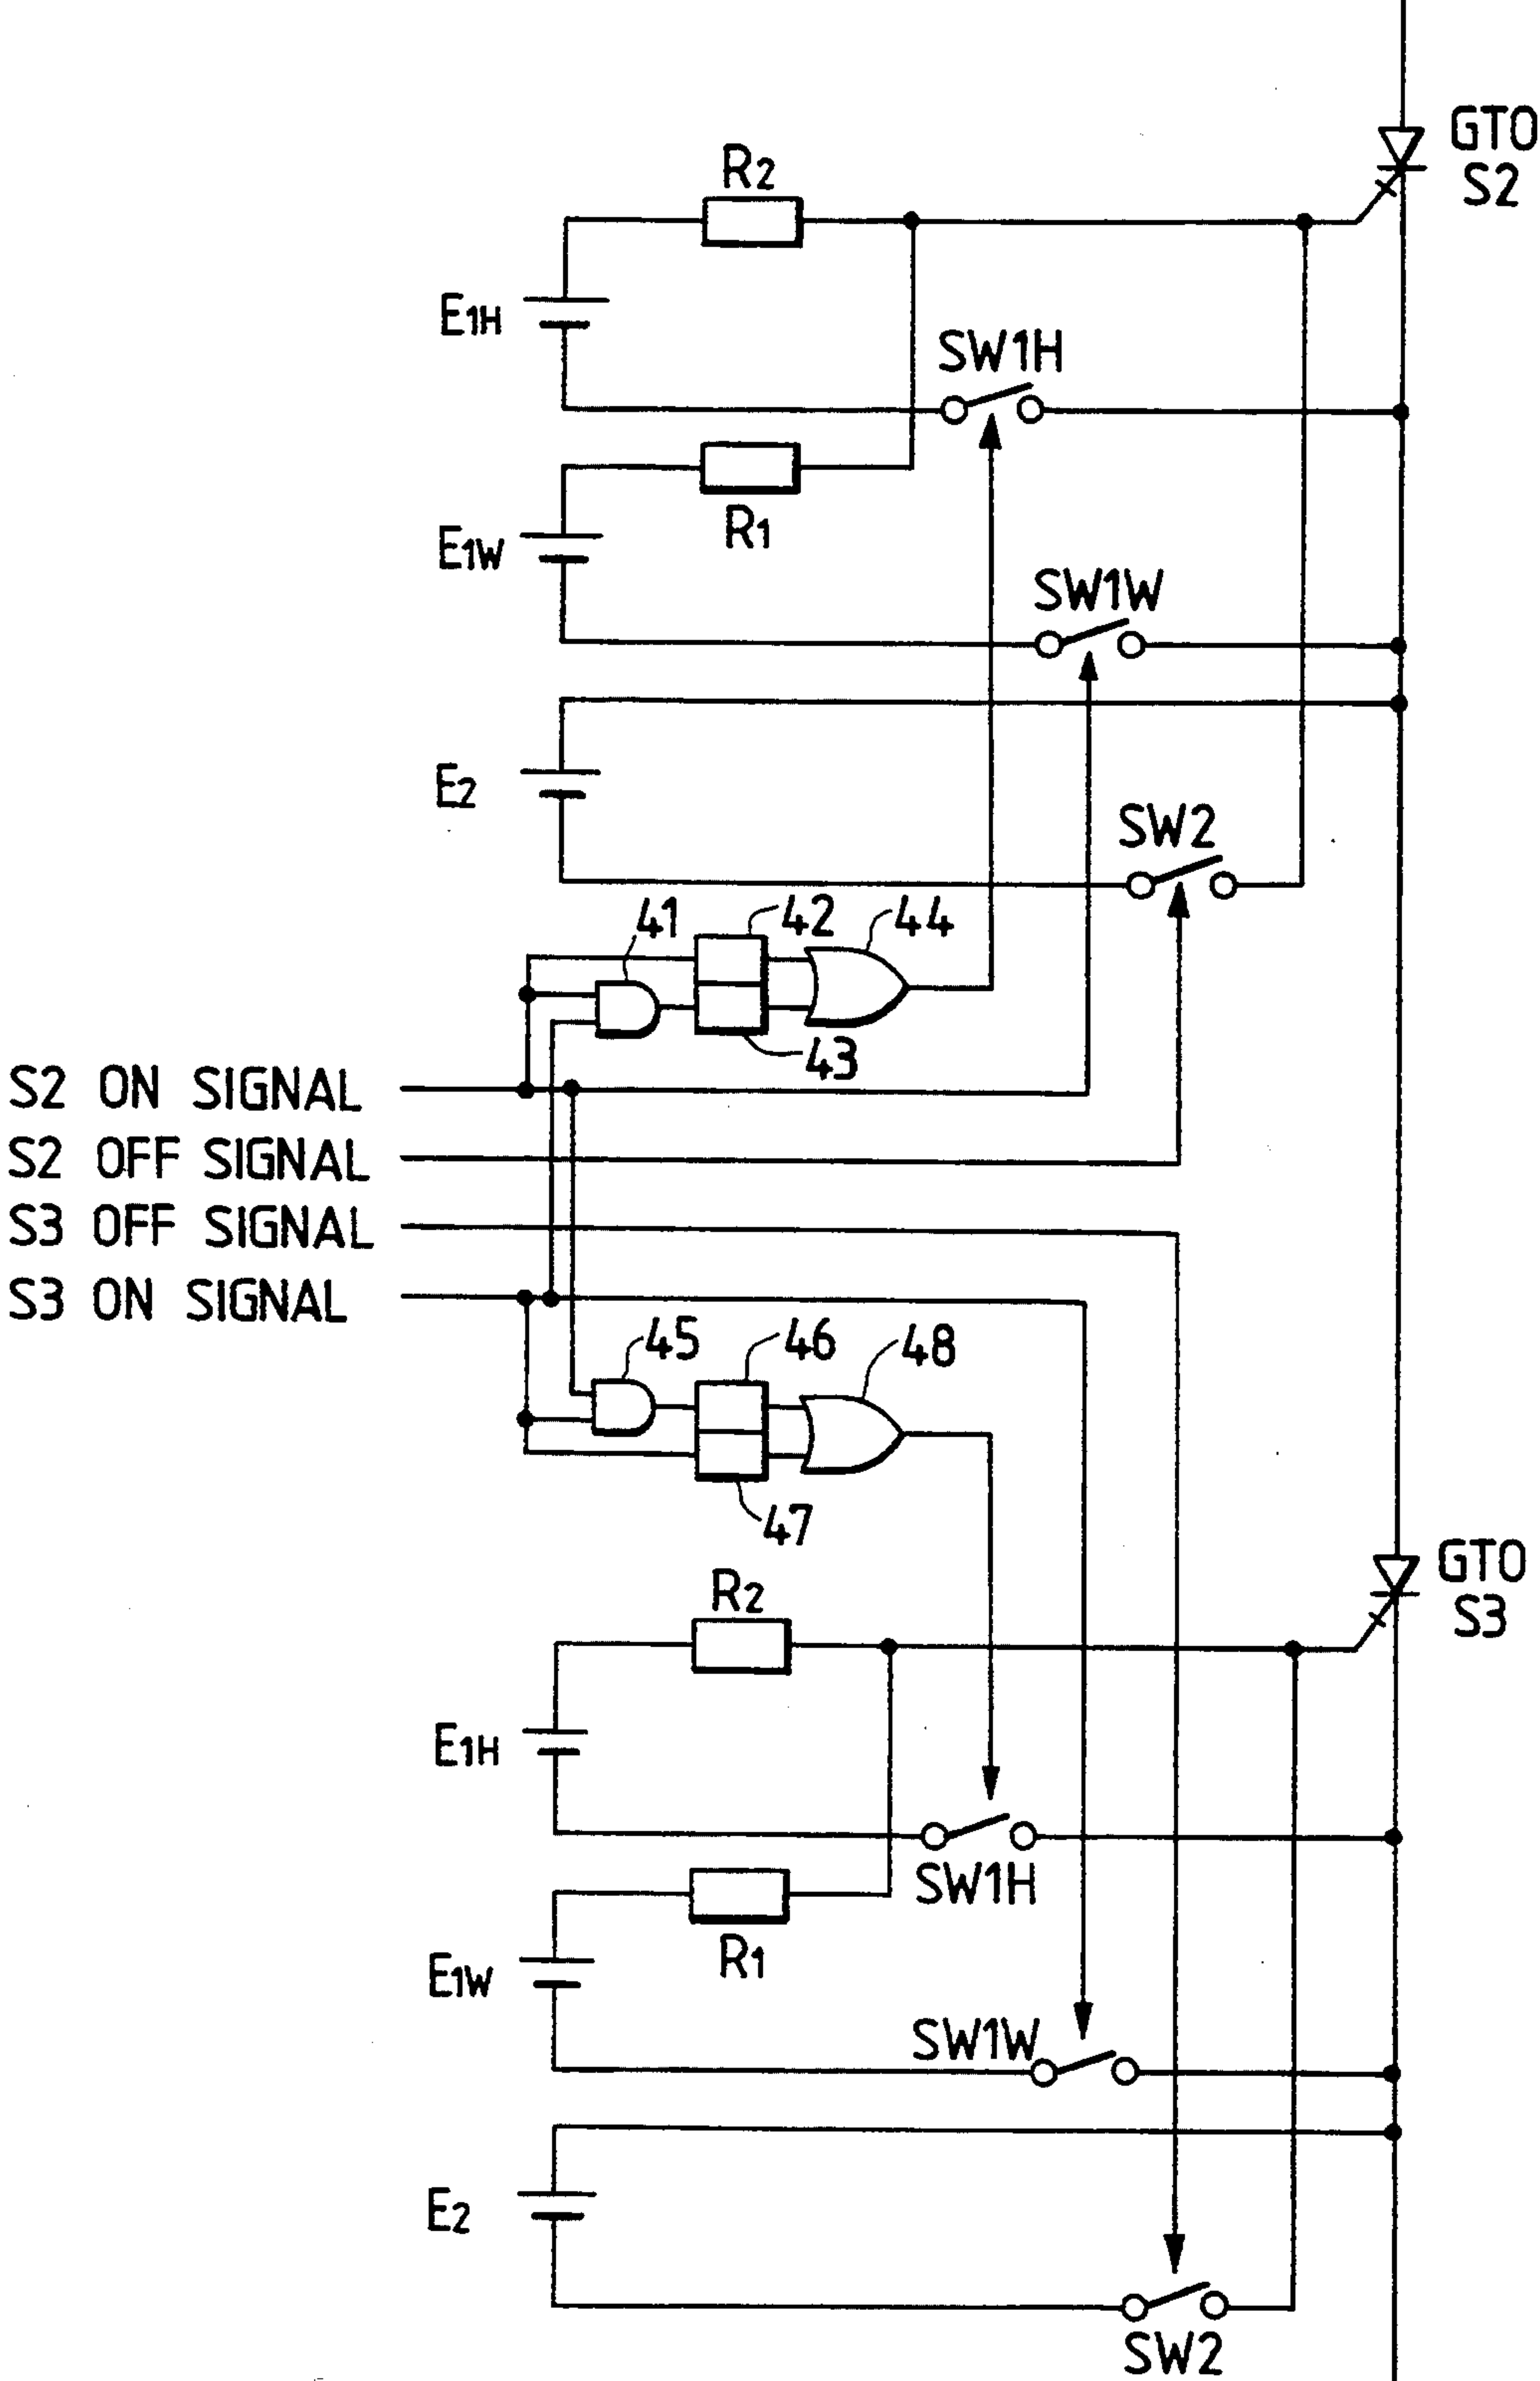 GTO
S2
R2
E1H
SW1H
R1
E1W
SW1W
E2
SW2
41
42
44
43
S2 ON SIGNAL
S2 OFF SIGNAL
S3 OFF SIGNAL
S3 ON SIGNAL
45
46
48
47
GTO
S3
R2
E1H
SW1H
R1
E1W
SW1W
E2
SW2